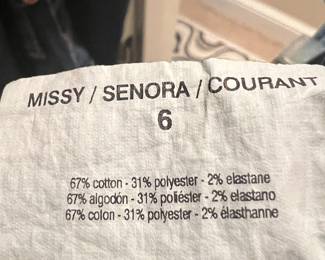 MISSY / SENORA / COURANT
6
67% cotton - 31% polyester - 2% elastane
67% algodón - 31% poliéster - 2% elastano
67% colon - 31% polyester - 2% élasthanne